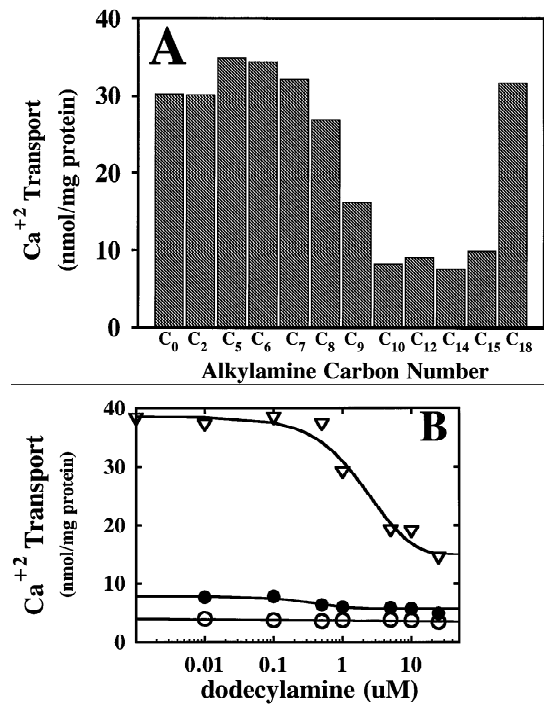 A
40
30
20
10
0
Ca+2 Transport
(nmol/mg protein)
C0 C2 C5 C6 C7 C8 C9 C10 C12 C14 C15 C18
Alkylamine Carbon Number
B
40
30
20
10
0
Ca+2 Transport
(nmol/mg protein)
0.01 0.1 1 10
dodecylamine (uM)